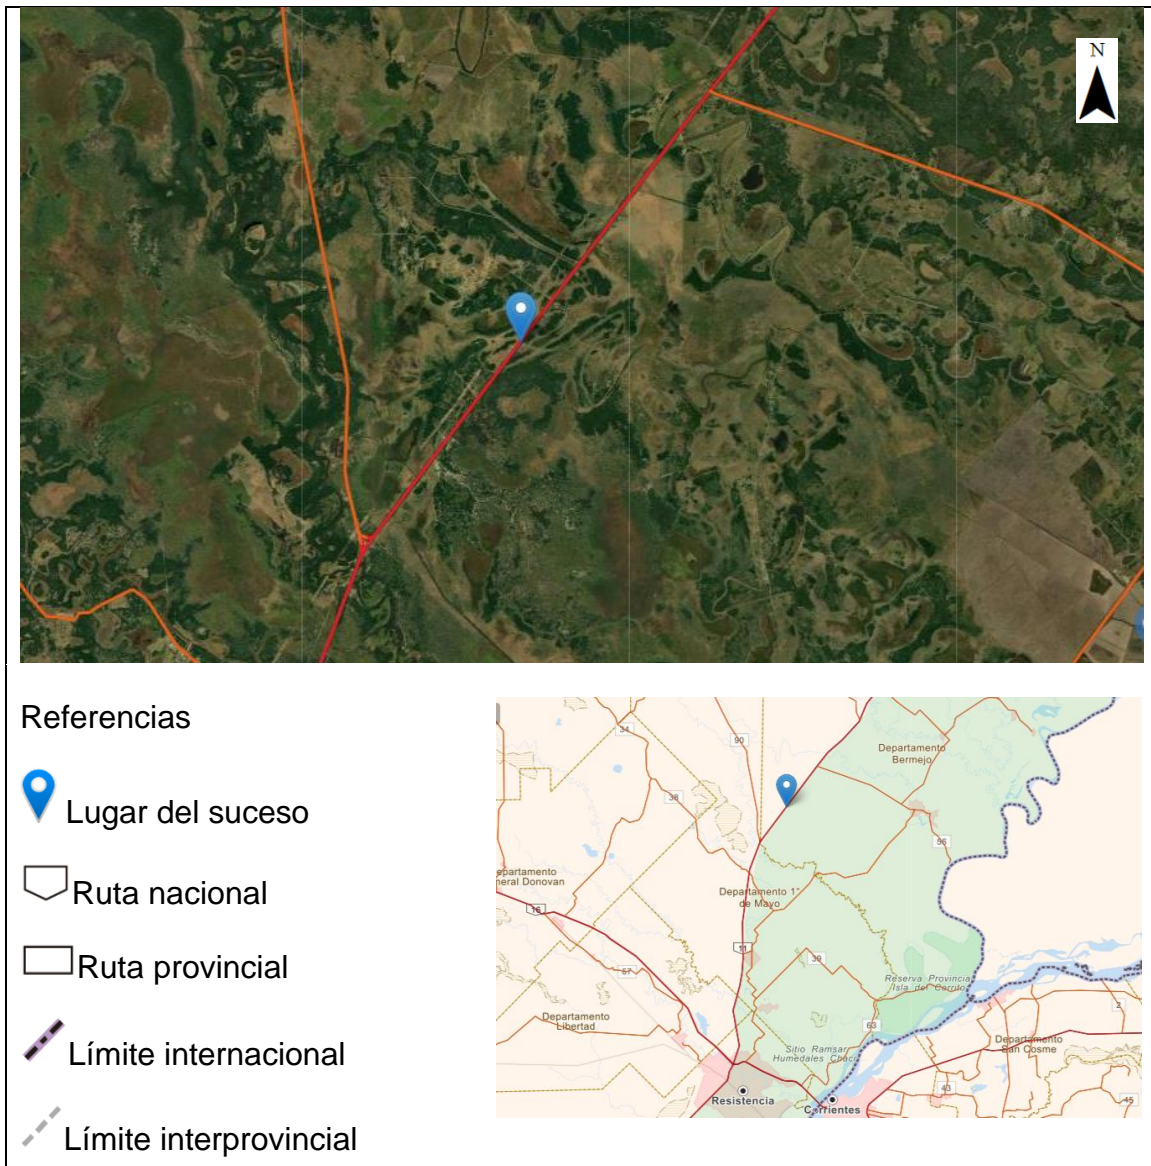 N
Referencias
Lugar del suceso
Ruta nacional
Ruta provincial
Límite internacional
Límite interprovincial
34
90
Departamento
Bermejo
38
56
epartamento
neral Donovan
Departamento 1°
de Mayo
16
11
39
57
Reserva Provincia
Isla del Cerrito
2
Departamento
Libertad
63
Departamento
San Cosme
Sitio Ramsar
Humedales Chaco
43
45
Resistencia
Corrientes